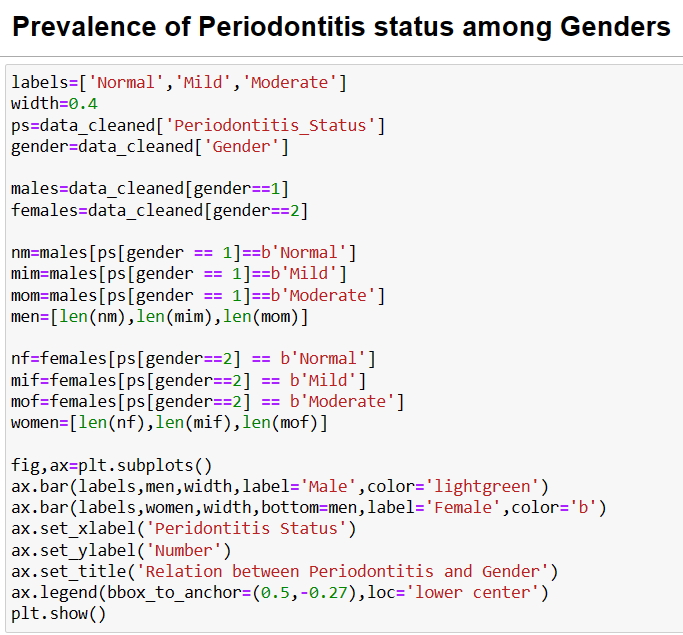 Prevalence of Periodontitis status among Genders
labels=['Normal','Mild','Moderate']
width=0.4
ps=data_cleaned['Periodontitis_Status']
gender=data_cleaned['Gender']
males=data_cleaned[gender==1]
females=data_cleaned[gender==2]
nm=males[ps[gender == 1]==b'Normal']
mim=males[ps[gender == 1]==b'Mild']
mom=males[ps[gender == 1]==b'Moderate']
men=[len(nm),len(mim),len(mom)]
nf=females[ps[gender==2] == b'Normal']
mif=females[ps[gender==2] == b'Mild']
mof=females[ps[gender==2] == b'Moderate']
women=[len(nf),len(mif),len(mof)]
fig,ax=plt.subplots()
ax.bar(labels,men,width,label='Male',color='lightgreen')
ax.bar(labels,women,width,bottom=men,label='Female',color='b')
ax.set_xlabel('Peridontitis Status')
ax.set_ylabel('Number')
ax.set_title('Relation between Periodontitis and Gender')
ax.legend(bbox_to_anchor=(0.5,-0.27),loc='lower center')
plt.show()